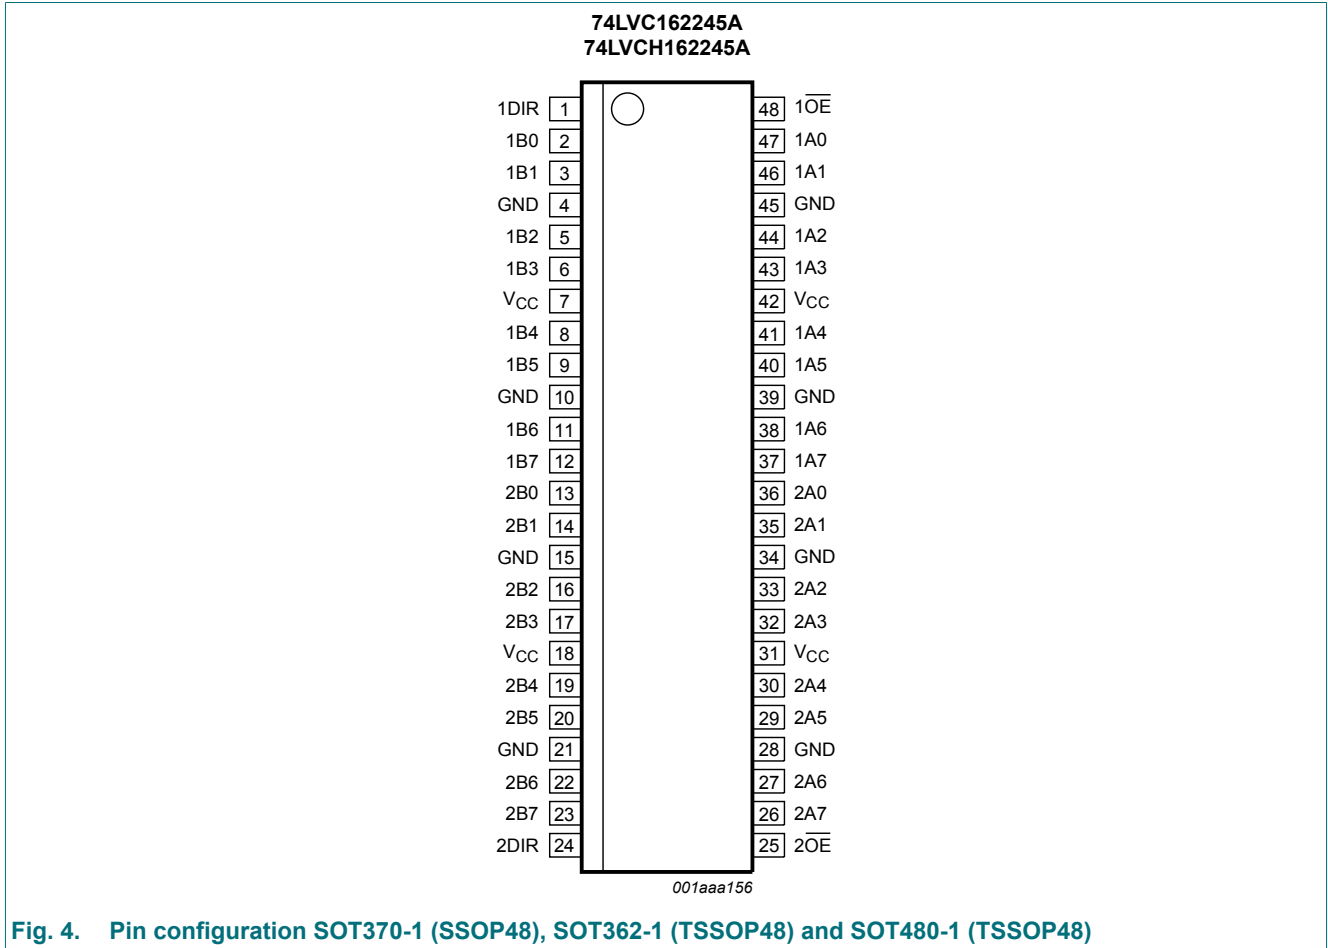 74LVC162245A
74LVCH162245A
1DIR 1 48 1O̅E̅
1B0 2 47 1A0
1B1 3 46 1A1
GND 4 45 GND
1B2 5 44 1A2
1B3 6 43 1A3
VCC 7 42 VCC
1B4 8 41 1A4
1B5 9 40 1A5
GND 10 39 GND
1B6 11 38 1A6
1B7 12 37 1A7
2B0 13 36 2A0
2B1 14 35 2A1
GND 15 34 GND
2B2 16 33 2A2
2B3 17 32 2A3
VCC 18 31 VCC
2B4 19 30 2A4
2B5 20 29 2A5
GND 21 28 GND
2B6 22 27 2A6
2B7 23 26 2A7
2DIR 24 25 2O̅E̅
001aaa156
Fig. 4. Pin configuration SOT370-1 (SSOP48), SOT362-1 (TSSOP48) and SOT480-1 (TSSOP48)